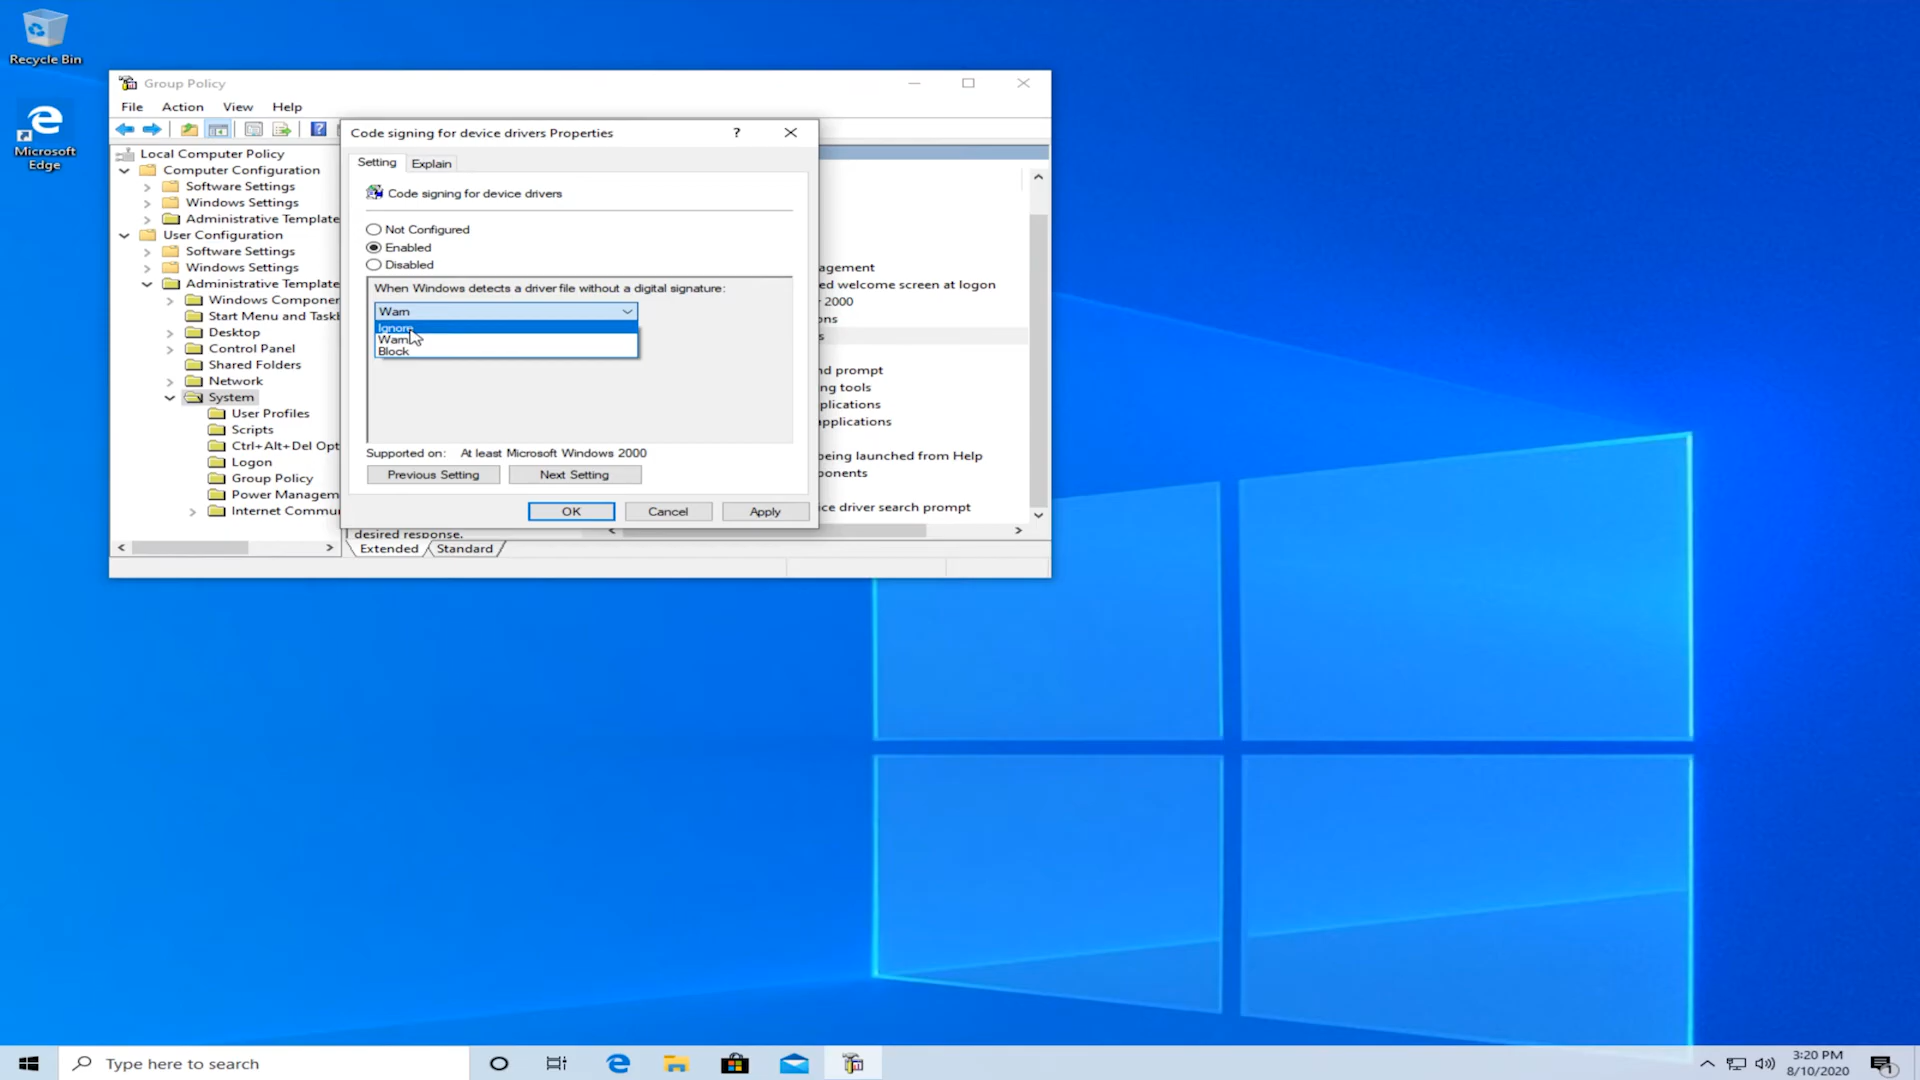 Recycle Bin
Microsoft
Edge
Group Policy
File Action View Help
Local Computer Policy
Computer Configuration
Software Settings
Windows Settings
Administrative Template
User Configuration
Software Settings
Windows Settings
Administrative Template
Windows Componer
Start Menu and Taskl
Desktop
Control Panel
Shared Folders
Network
System
User Profiles
Scripts
Ctrl+Alt+Del Opt
Logon
Group Policy
Power Managem
Internet Commu
Code signing for device drivers Properties
?
Setting Explain
Code signing for device drivers
Not Configured
Enabled
Disabled
When Windows detects a driver file without a digital signature:
Warn
Ignore
Warn
Block
Supported on: At least Microsoft Windows 2000
Previous Setting Next Setting
OK Cancel Apply
agement
ed welcome screen at logon
r 2000
ons
s
nd prompt
ng tools
plications
applications
being launched from Help
ponents
ice driver search prompt
desired response.
Extended Standard
Type here to search
3:20 PM
8/10/2020
1